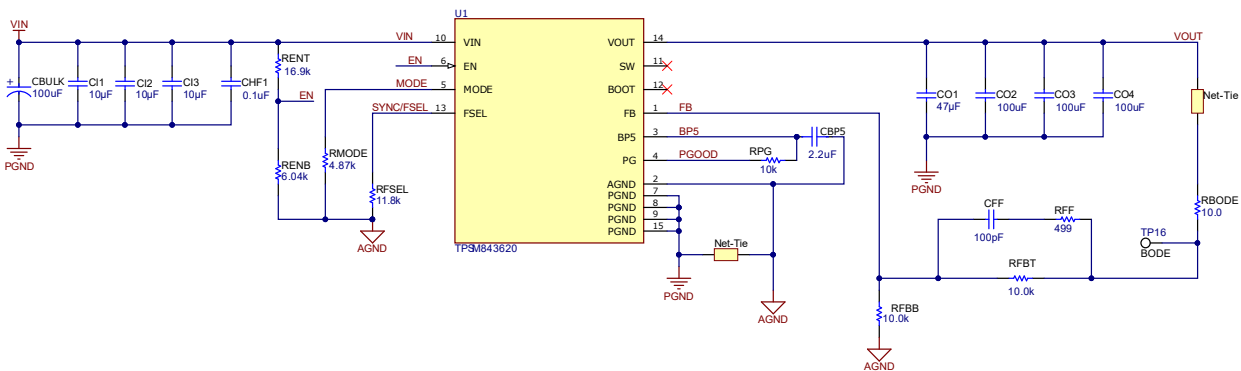 VIN
CBULK
100uF
CI1
10µF
CI2
10µF
CI3
10µF
CHF1
0.1uF
RENT
16.9k
EN
RENB
6.04k
PGND
RMODE
4.87k
RFSEL
11.8k
AGND
VIN
EN
MODE
SYNC/FSEL
U1
10
6
5
13
VIN
EN
MODE
FSEL
TPSM843620
VOUT
SW
BOOT
FB
BP5
PG
AGND
PGND
PGND
PGND
PGND
14
11
12
1
3
4
2
7
8
9
15
FB
BP5
PGOOD
RPG
10k
CBP5
2.2uF
Net-Tie
PGND
AGND
VOUT
CO1
47µF
CO2
100uF
CO3
100uF
CO4
100uF
PGND
Net-Tie
RBODE
10.0
TP16
BODE
CFF
100pF
RFF
499
RFBT
10.0k
RFBB
10.0k
AGND
+